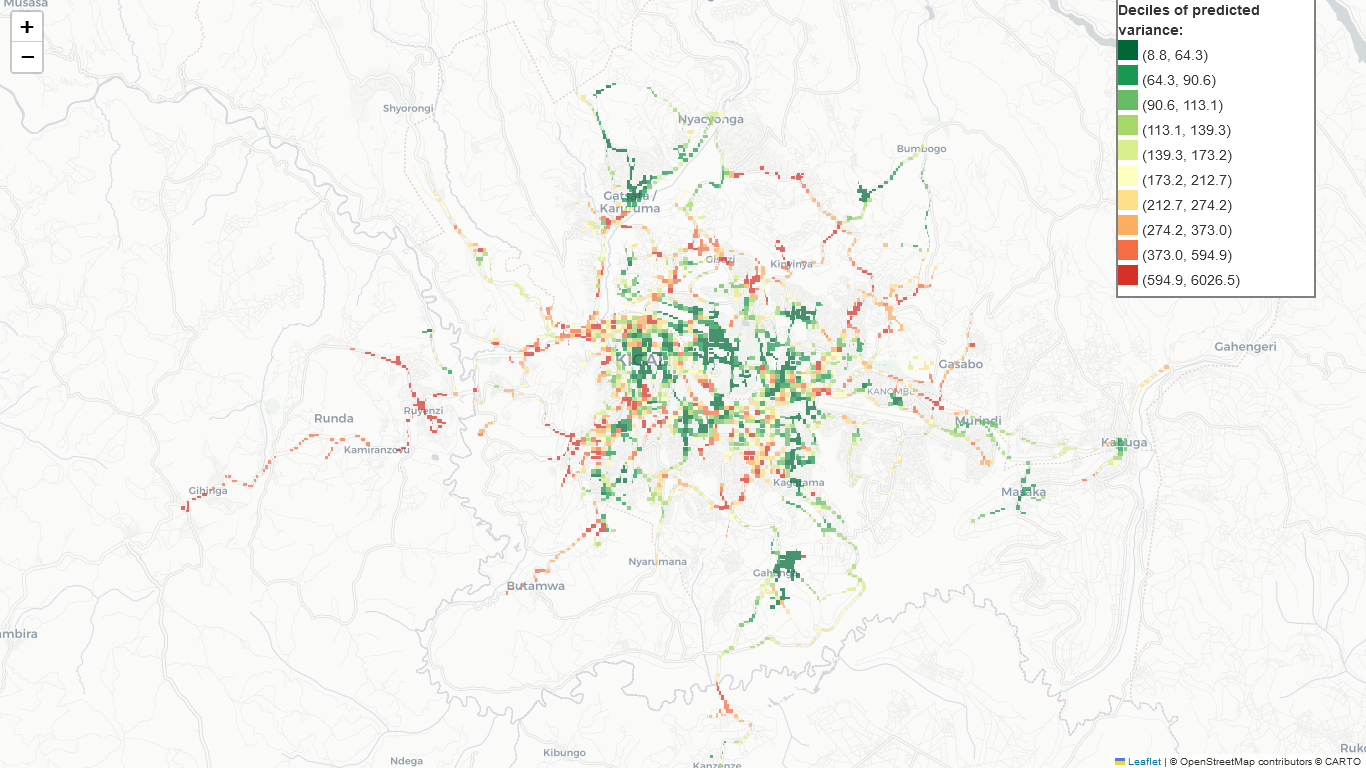 Musasa
+
−
Deciles of predicted
variance:
(8.8, 64.3)
(64.3, 90.6)
(90.6, 113.1)
(113.1, 139.3)
(139.3, 173.2)
(173.2, 212.7)
(212.7, 274.2)
(274.2, 373.0)
(373.0, 594.9)
(594.9, 6026.5)
Shyorongi
Nyacyonga
Bumbogo
Karuruma
Gisozi
Kinyinya
Gahengeri
KIGALI
Gasabo
KANOMBE
Ruyenzi
Runda
Murindi
Kamiranzovu
Kabuga
Gihinga
Kagarama
Masaka
Nyarumana
Gahanga
Butamwa
ambira
Kibungo
Ndega
Kanzenze
Ruko
Leaflet | © OpenStreetMap contributors © CARTO